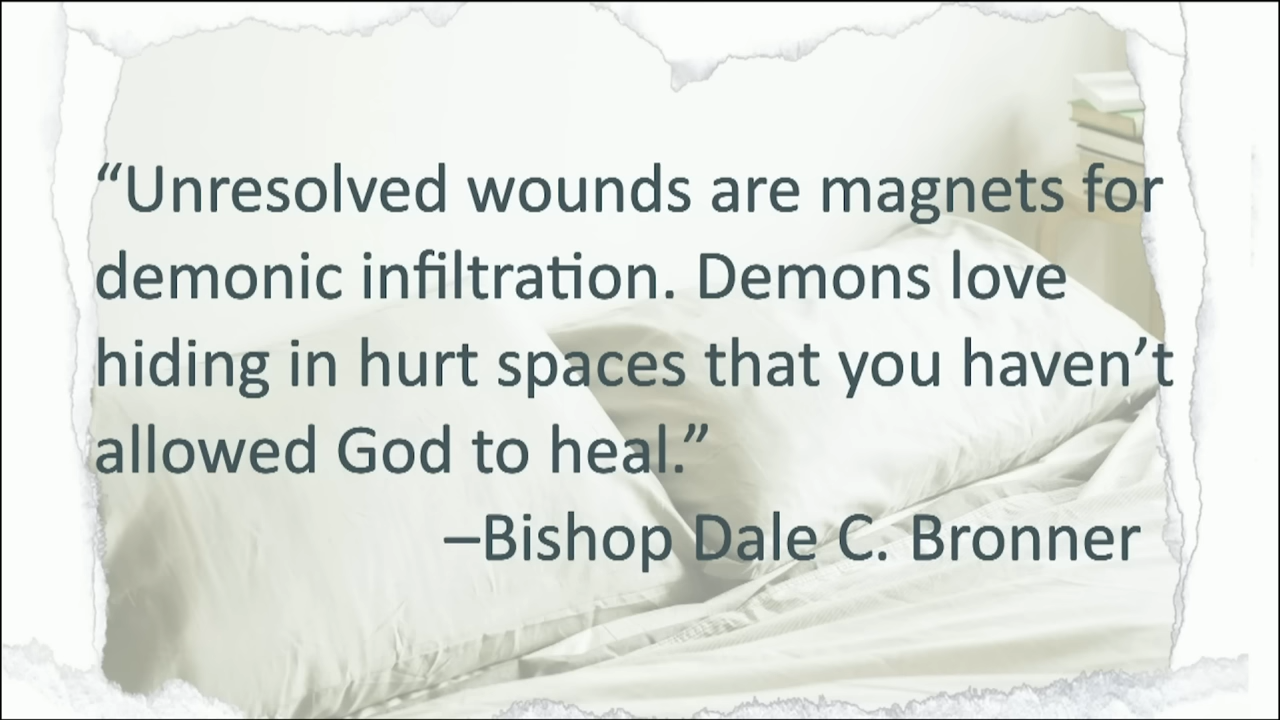 “Unresolved wounds are magnets for
demonic infiltration. Demons love
hiding in hurt spaces that you haven’t
allowed God to heal.”
–Bishop Dale C. Bronner